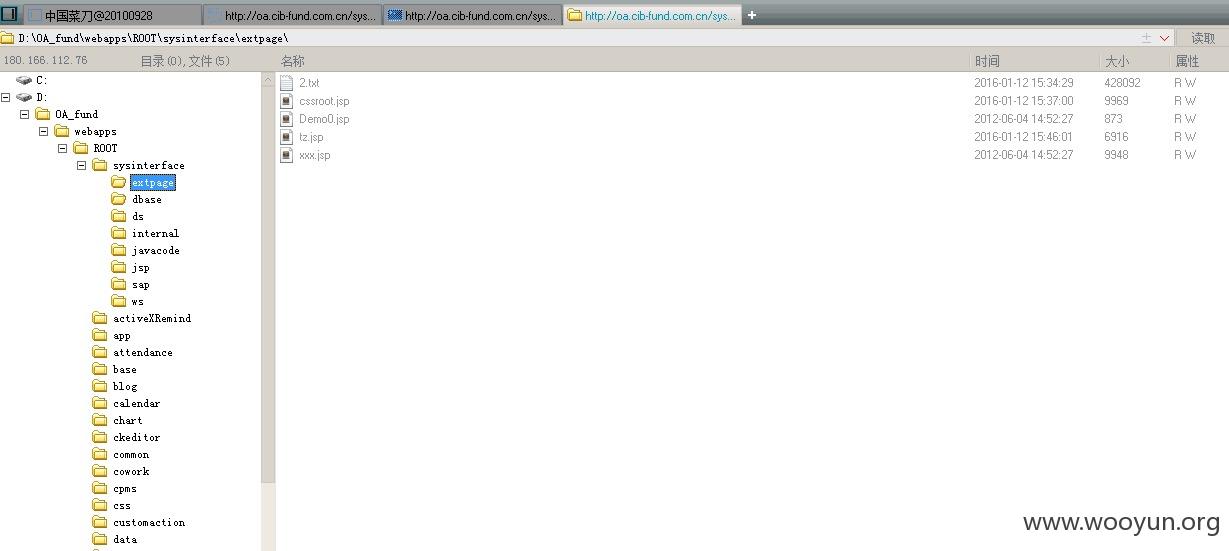 中国菜刀@20100928 http://oa.cib-fund.com.cn/sys... http://oa.cib-fund.com.cn/sys... http://oa.cib-fund.com.cn/sys... +
D:\OA_fund\webapps\ROOT\sysinterface\extpage\ 读取
180.166.112.76 目录(0),文件(5) 名称 时间 大小 属性
C:
D:
OA_fund
webapps
ROOT
sysinterface
extpage
dbase
ds
internal
javacode
jsp
sap
ws
activeXRemind
app
attendance
base
blog
calendar
chart
ckeditor
common
cowork
cpms
css
customaction
data
2.txt 2016-01-12 15:34:29 428092 R W
cssroot.jsp 2016-01-12 15:37:00 9969 R W
Demo0.jsp 2012-06-04 14:52:27 873 R W
tz.jsp 2016-01-12 15:46:01 6916 R W
xxx.jsp 2012-06-04 14:52:27 9948 R W
www.wooyun.org